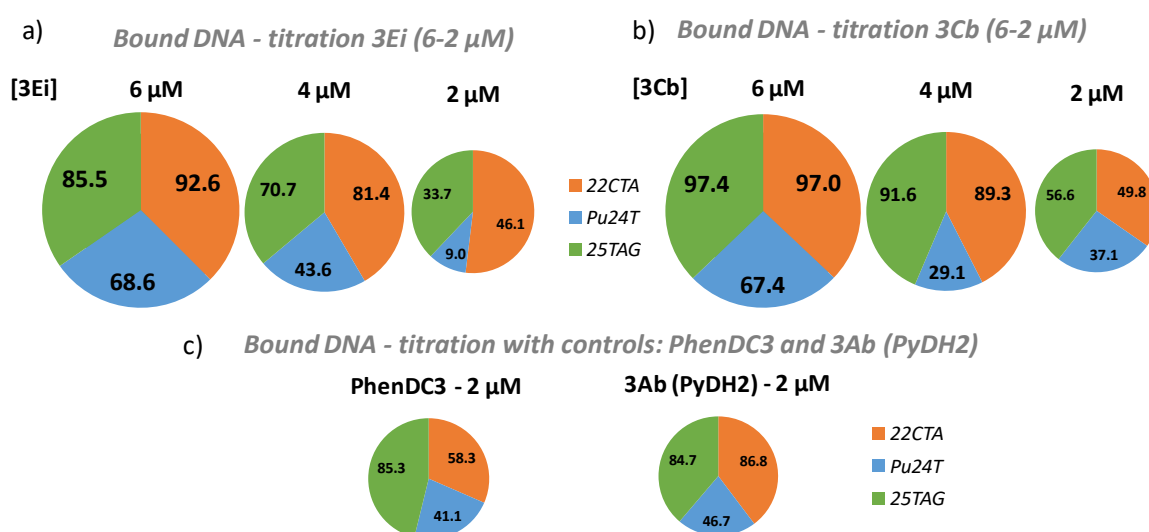 a) Bound DNA - titration 3Ei (6-2 µM)
[3Ei] 6 µM 4 µM 2 µM
85.5 92.6 68.6
70.7 81.4 43.6
33.7 46.1 9.0
22CTA
Pu24T
25TAG
b) Bound DNA - titration 3Cb (6-2 µM)
[3Cb] 6 µM 4 µM 2 µM
97.4 97.0 67.4
91.6 89.3 29.1
56.6 49.8 37.1
c) Bound DNA - titration with controls: PhenDC3 and 3Ab (PyDH2)
PhenDC3 - 2 µM
85.3 58.3 41.1
3Ab (PyDH2) - 2 µM
84.7 86.8 46.7
22CTA
Pu24T
25TAG